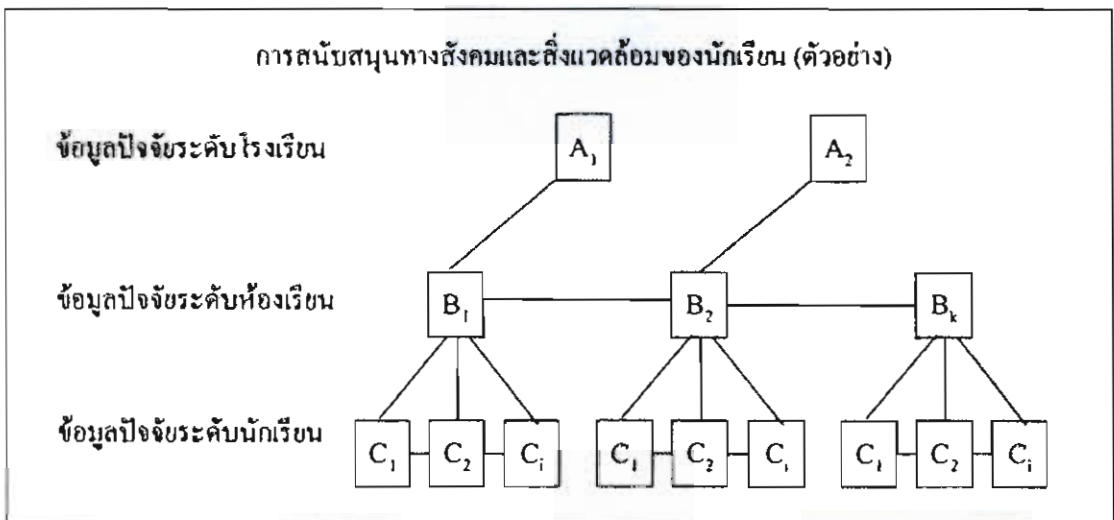 การสนับสนุนทางสังคมและสิ่งแวดล้อมของนักเรียน (ตัวอย่าง)
ข้อมูลปัจจัยระดับโรงเรียน A₁ A₂
ข้อมูลปัจจัยระดับห้องเรียน B₁ B₂ Bₖ
ข้อมูลปัจจัยระดับนักเรียน C₁ C₂ Cᵢ C₁ C₂ Cᵢ C₁ C₂ Cᵢ